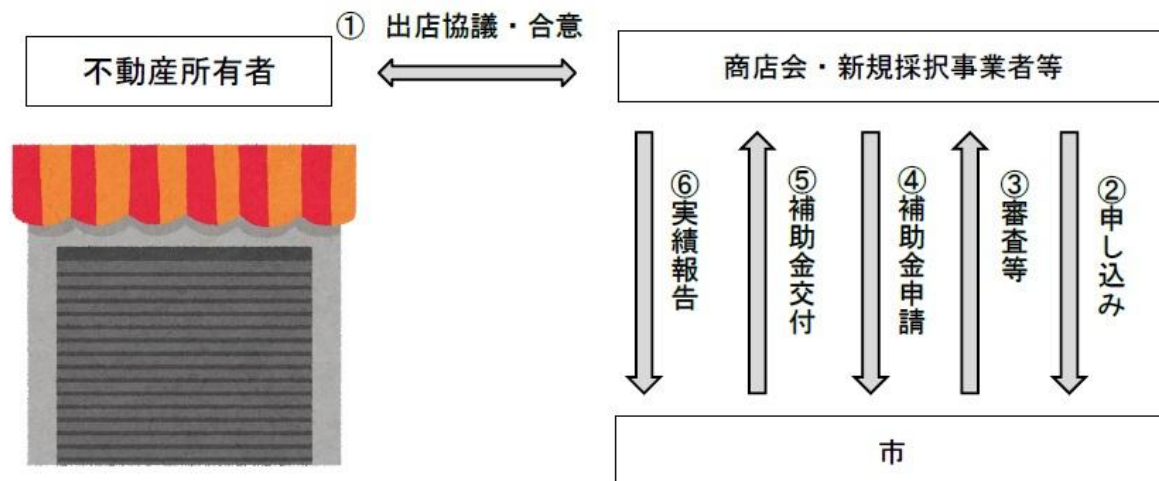 ① 出店協議・合意
不動産所有者
商店会・新規採択事業者等
⑥実績報告
⑤補助金交付
④補助金申請
③審査等
②申し込み
市